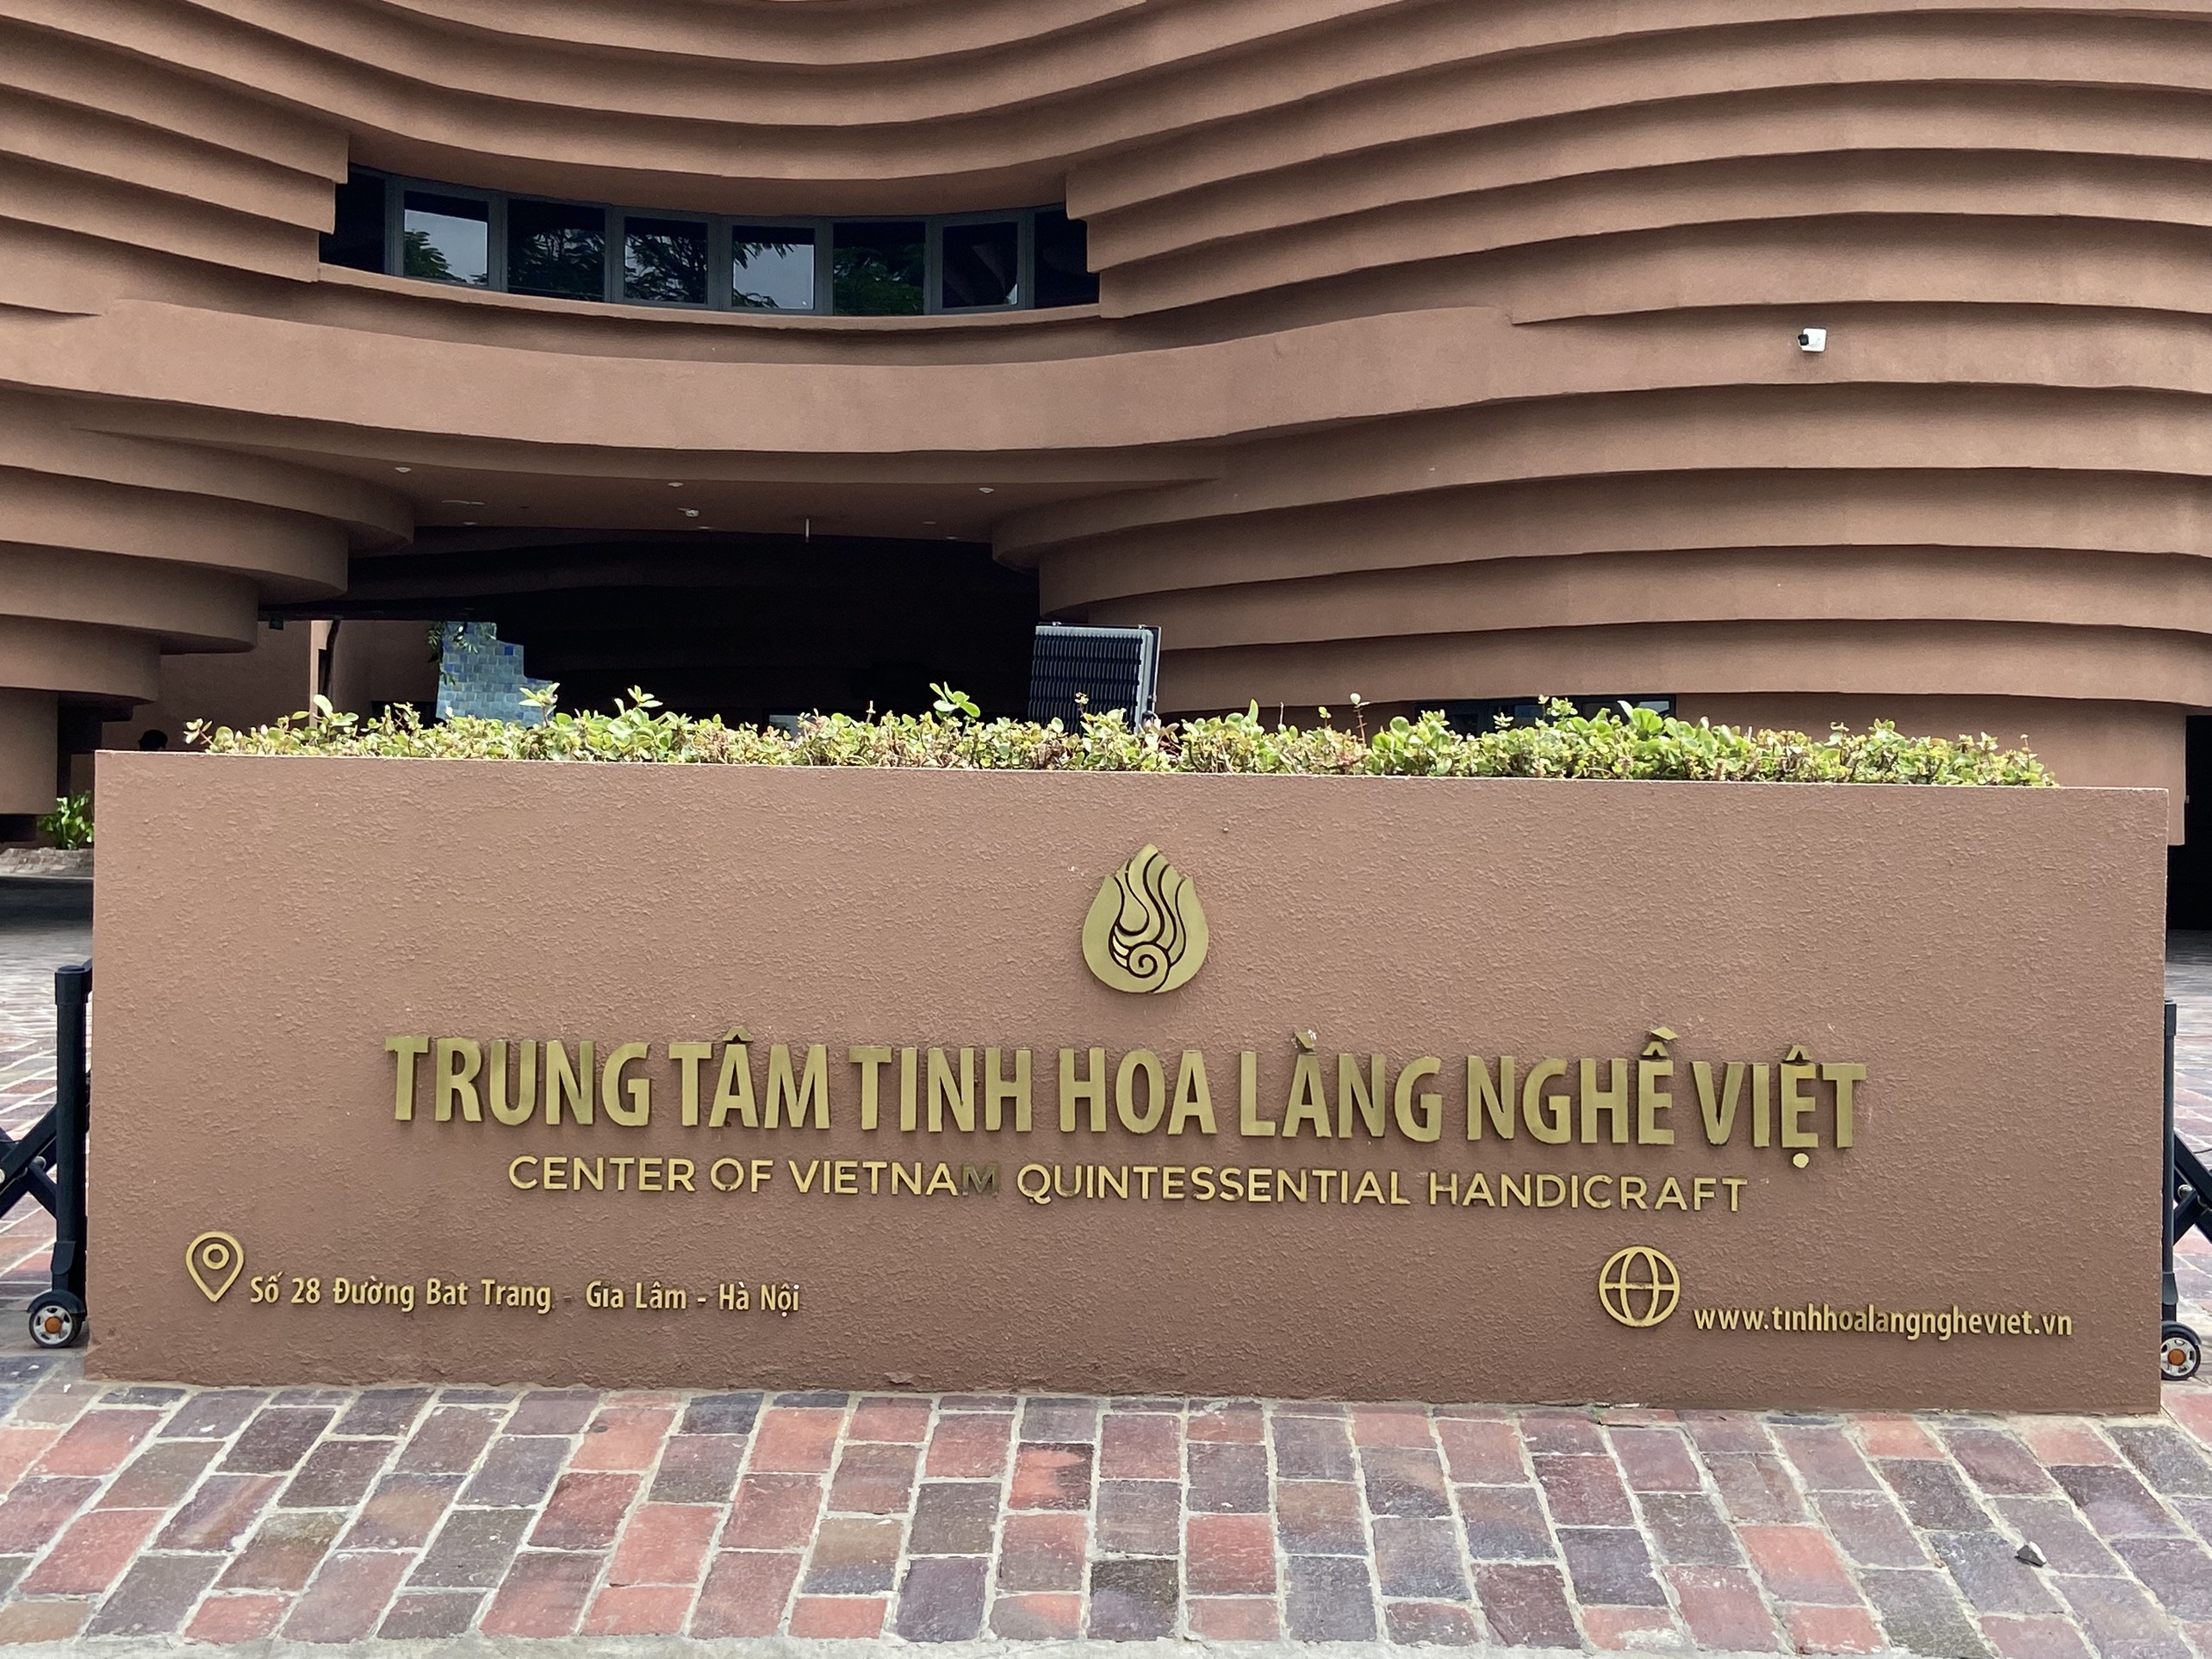 TRUNG TÂM TINH HOA LÀNG NGHỀ VIỆT
CENTER OF VIETNAM QUINTESSENTIAL HANDICRAFT
Số 28 Đường Bat Trang - Gia Lâm - Hà Nội
www.tinhhoalangngheviet.vn